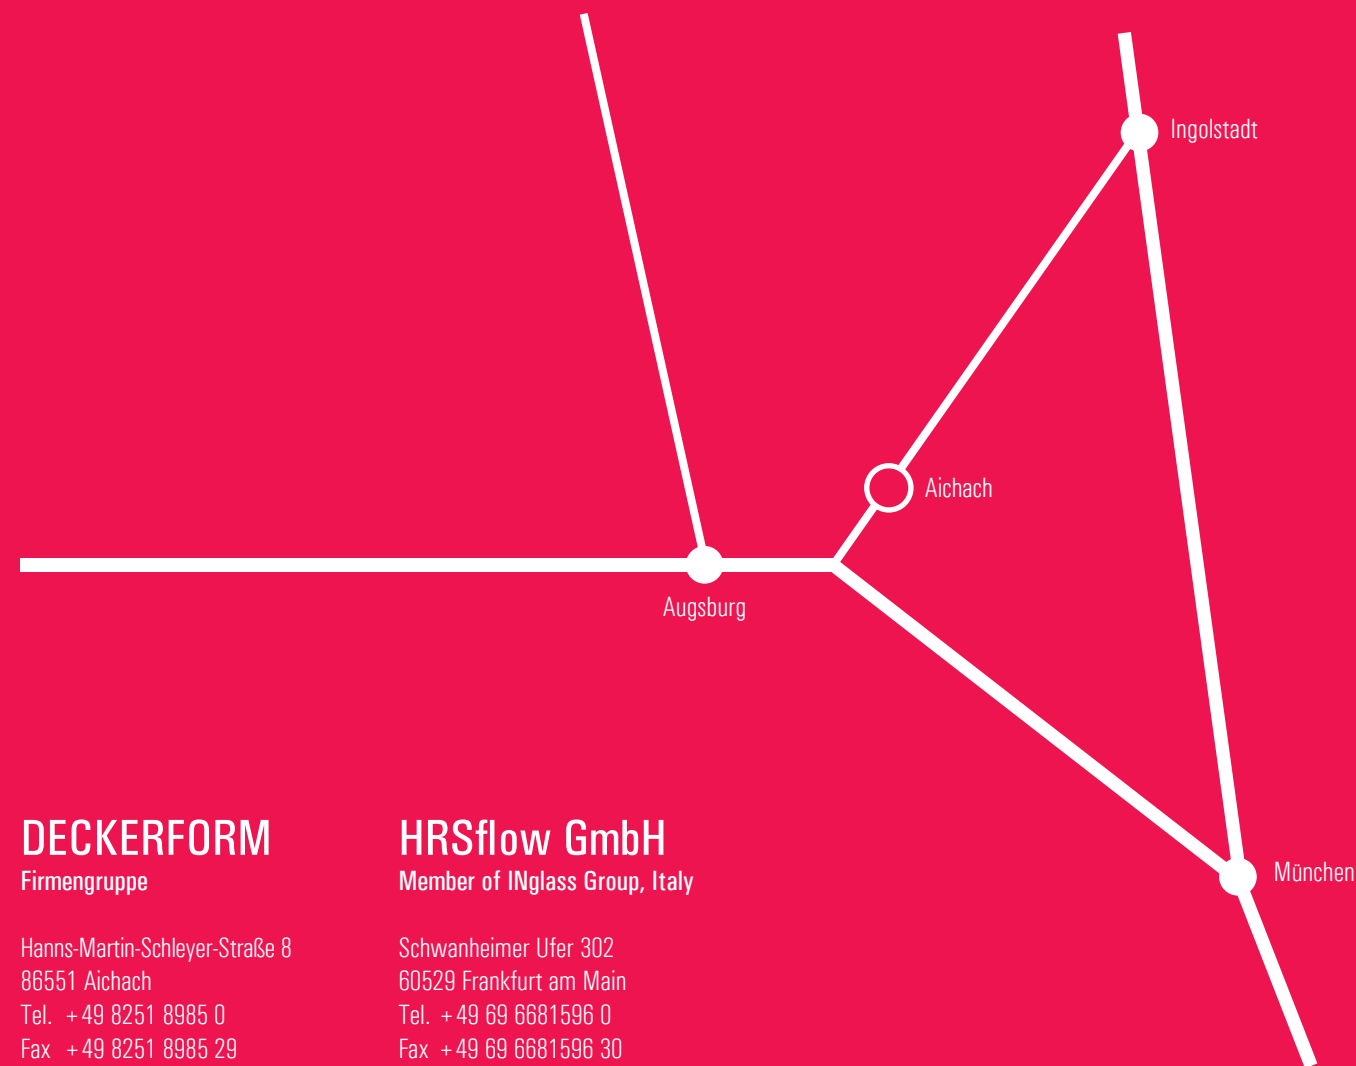 Ingolstadt
Aichach
Augsburg
München
DECKERFORM
Firmengruppe
Hanns-Martin-Schleyer-Straße 8
86551 Aichach
Tel. +49 8251 8985 0
Fax +49 8251 8985 29
HRSflow GmbH
Member of INglass Group, Italy
Schwanheimer Ufer 302
60529 Frankfurt am Main
Tel. +49 69 6681596 0
Fax +49 69 6681596 30